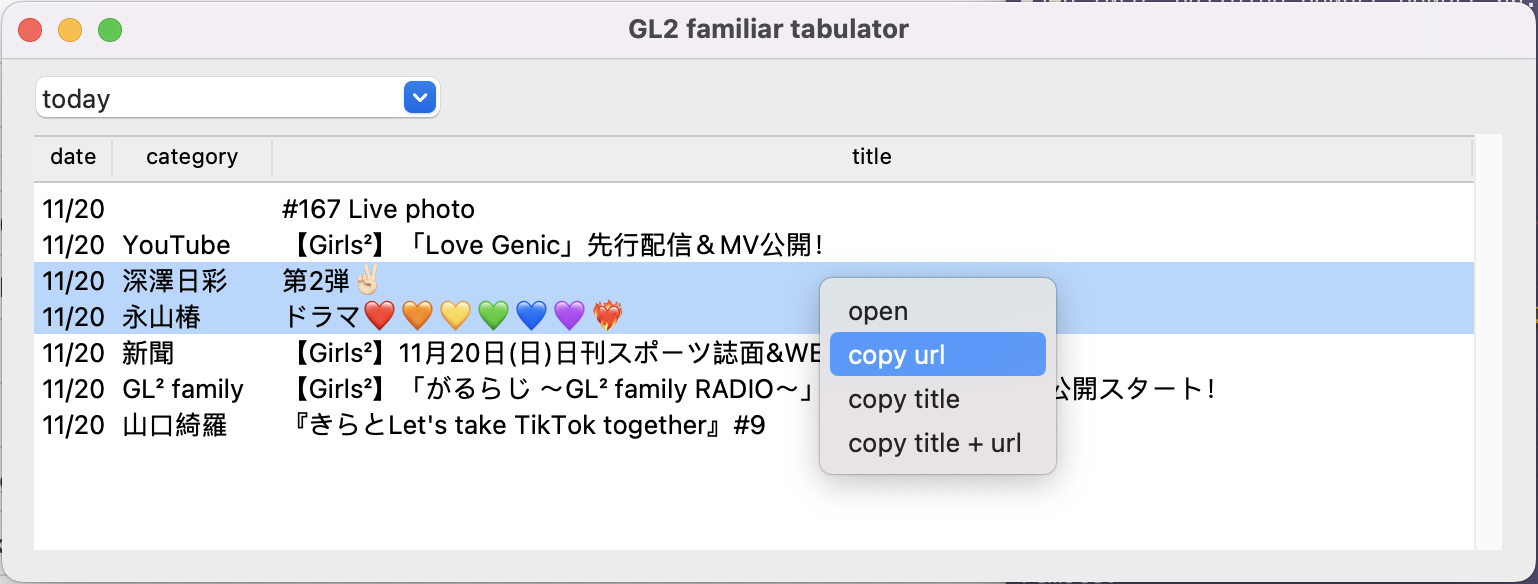 GL2 familiar tabulator
today
date category title
11/20 #167 Live photo
11/20 YouTube 【Girls²】「Love Genic」先行配信＆MV公開！
11/20 深澤日彩 第2弾✌🏻
11/20 永山椿 ドラマ❤️🧡💛💚💙💜❤️‍🔥
11/20 新聞 【Girls²】11月20日(日)日刊スポーツ誌面&WE
11/20 GL² family 【Girls²】「がるらじ 〜GL² family RADIO〜」 公開スタート！
11/20 山口綺羅 『きらとLet's take TikTok together』#9
open
copy url
copy title
copy title + url